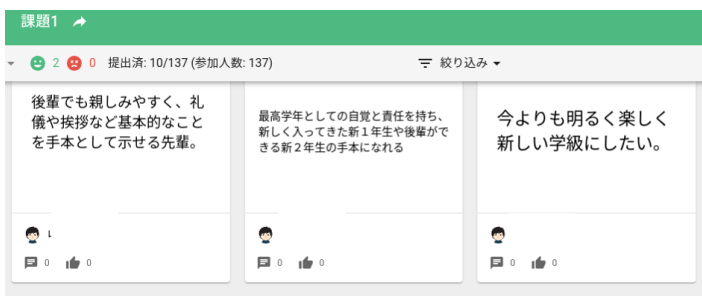 課題1
2 0 提出済: 10/137 (参加人数: 137) 絞り込み
後輩でも親しみやすく、礼
儀や挨拶など基本的なこと
を手本として示せる先輩。
0 0
最高学年としての自覚と責任を持ち、
新しく入ってきた新１年生や後輩がで
きる新２年生の手本になれる
0 0
今よりも明るく楽しく
新しい学級にしたい。
0 0